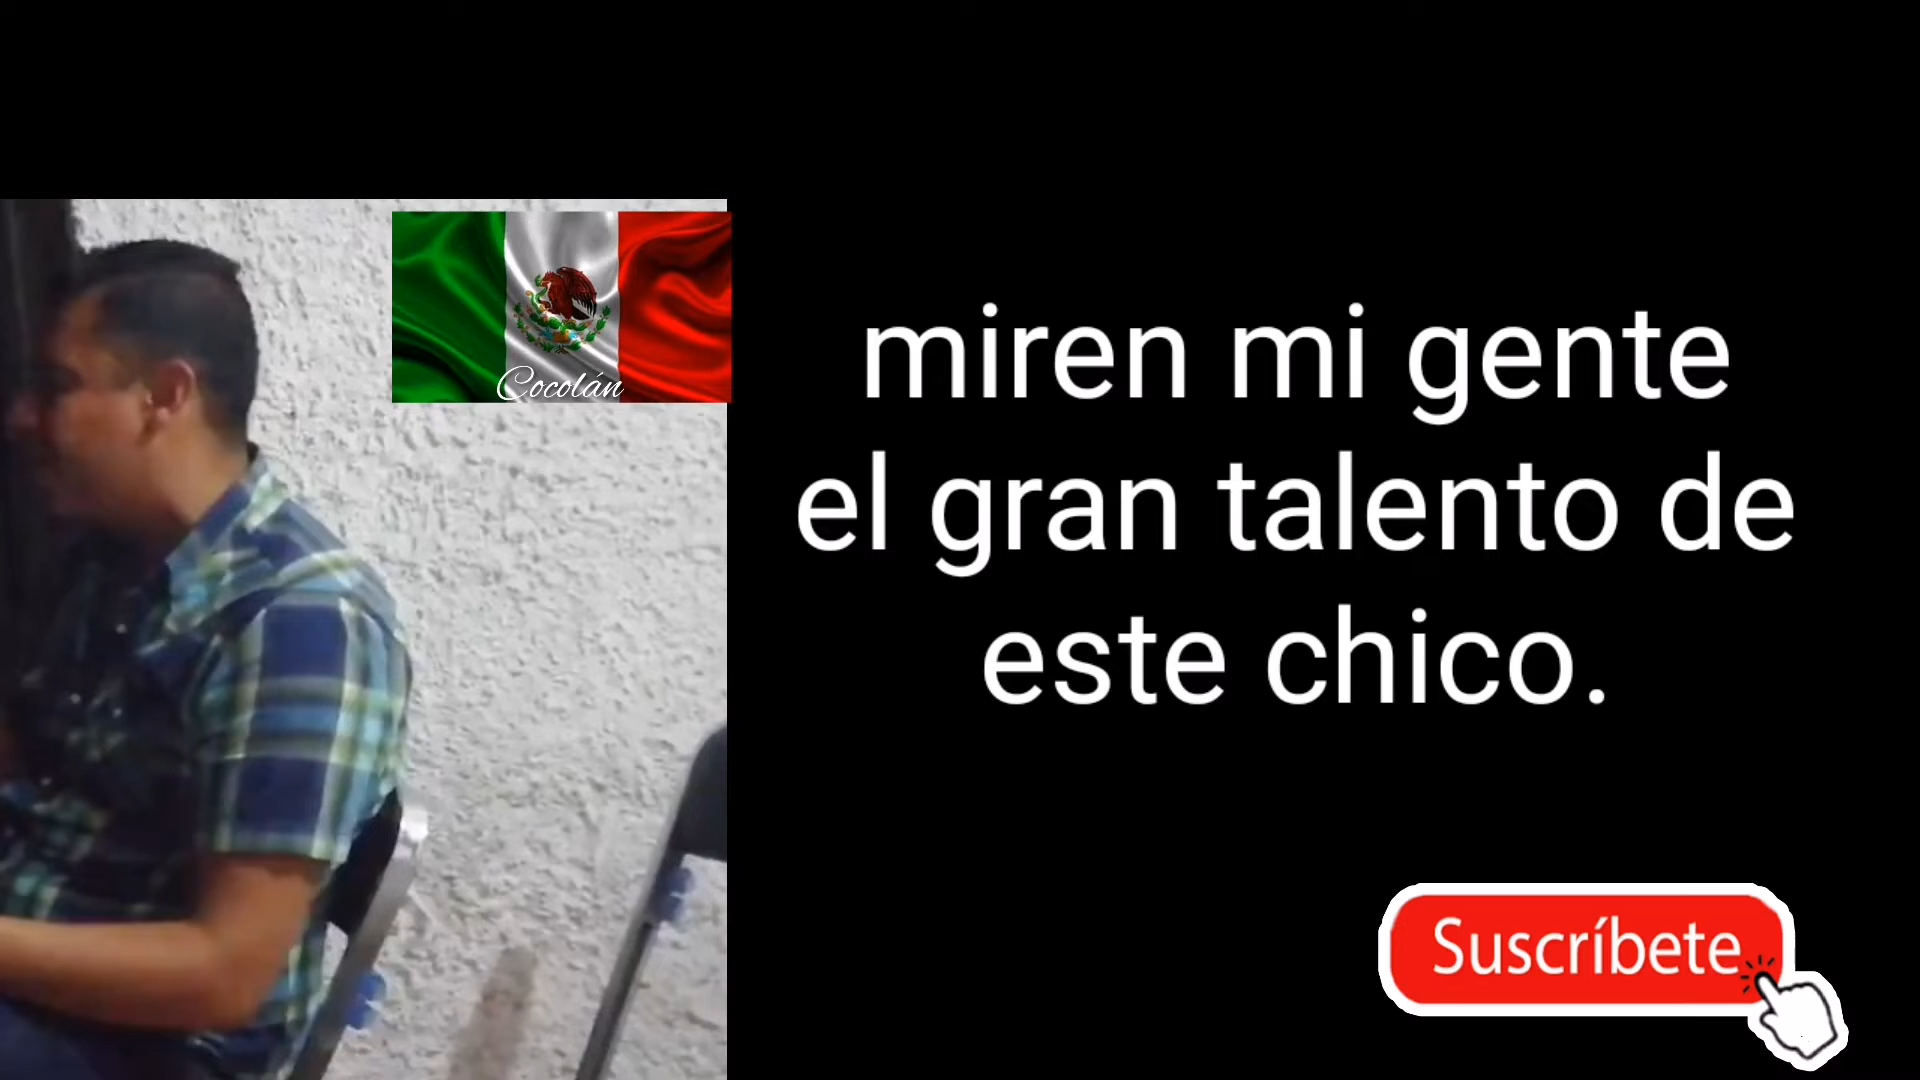 Cocolán
miren mi gente
el gran talento de
este chico.
Suscríbete